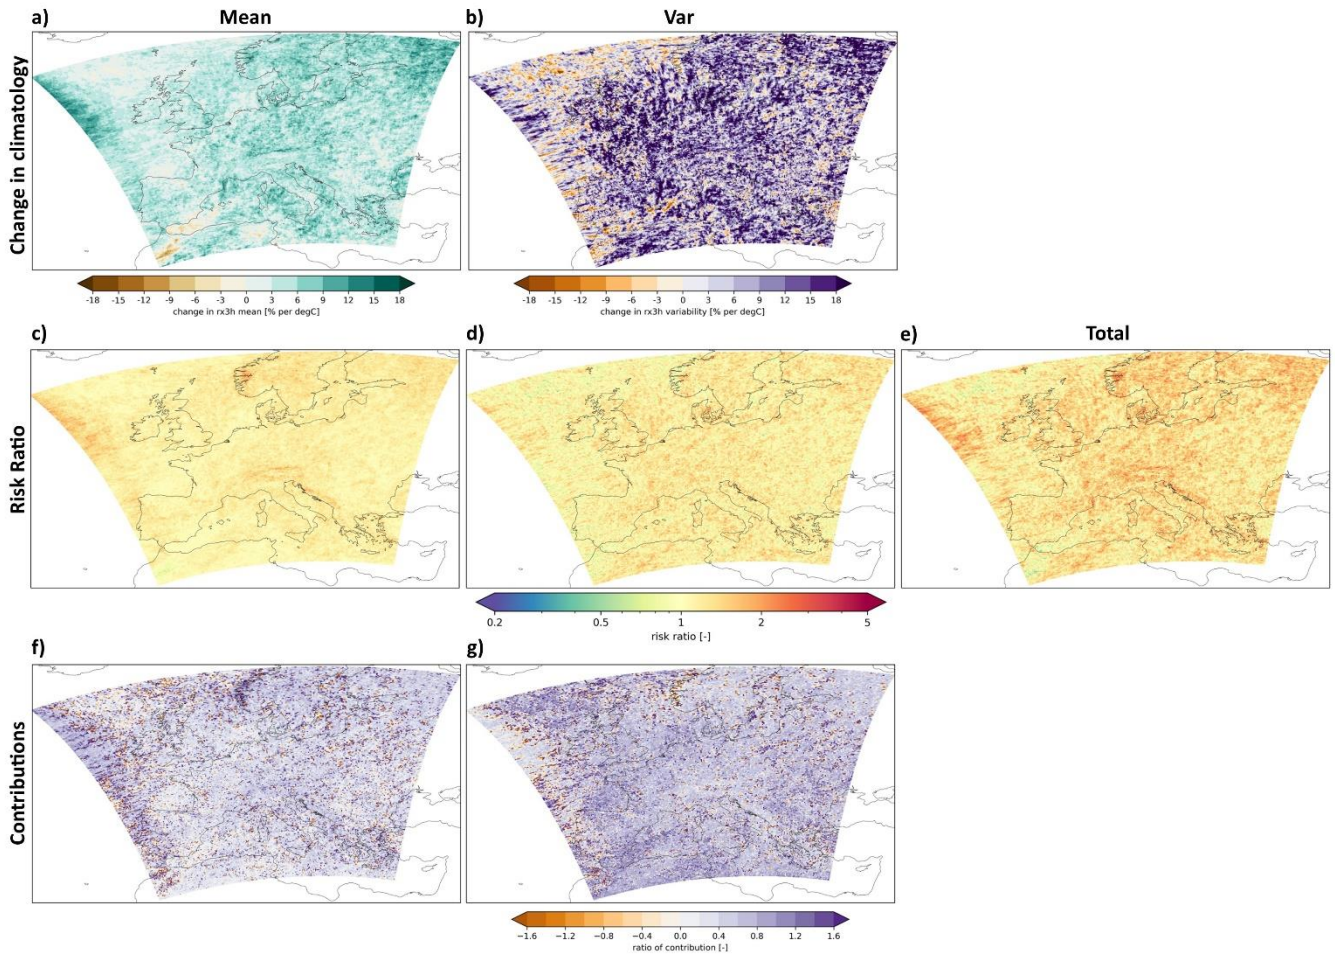 a)
Mean
b)
Var
Change in climatology
-18 -15 -12 -9 -6 -3 0 3 6 9 12 15 18
change in rx3h mean [% per degC]
-18 -15 -12 -9 -6 -3 0 3 6 9 12 15 18
change in rx3h variability [% per degC]
c)
d)
e)
Total
Risk Ratio
0.2 0.5 1 2 5
risk ratio [-]
f)
g)
Contributions
−1.6 −1.2 −0.8 −0.4 0.0 0.4 0.8 1.2 1.6
ratio of contribution [-]